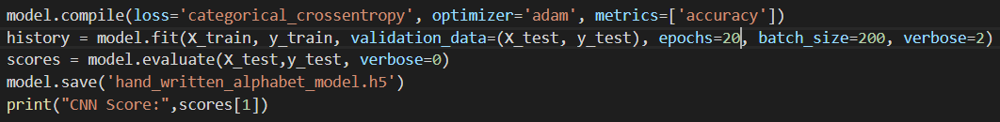 model.compile(loss='categorical_crossentropy', optimizer='adam', metrics=['accuracy'])
history = model.fit(X_train, y_train, validation_data=(X_test, y_test), epochs=20, batch_size=200, verbose=2)
scores = model.evaluate(X_test,y_test, verbose=0)
model.save('hand_written_alphabet_model.h5')
print("CNN Score:",scores[1])